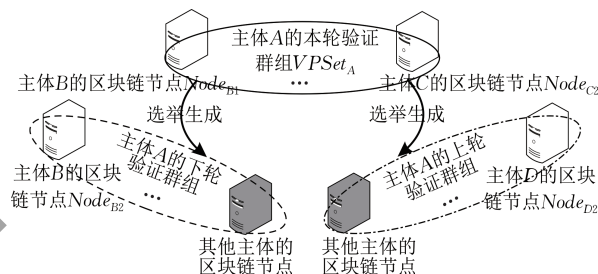 主体A的本轮验证
群组VPSet_A
...
主体B的区块链节点Node_B1
主体C的区块链节点Node_C2
选举生成
选举生成
主体A的下轮
验证群组
...
主体A的上轮
验证群组
...
主体B的区块
链节点Node_B2
主体D的区块
链节点Node_D2
其他主体的
区块链节点
其他主体的
区块链节点